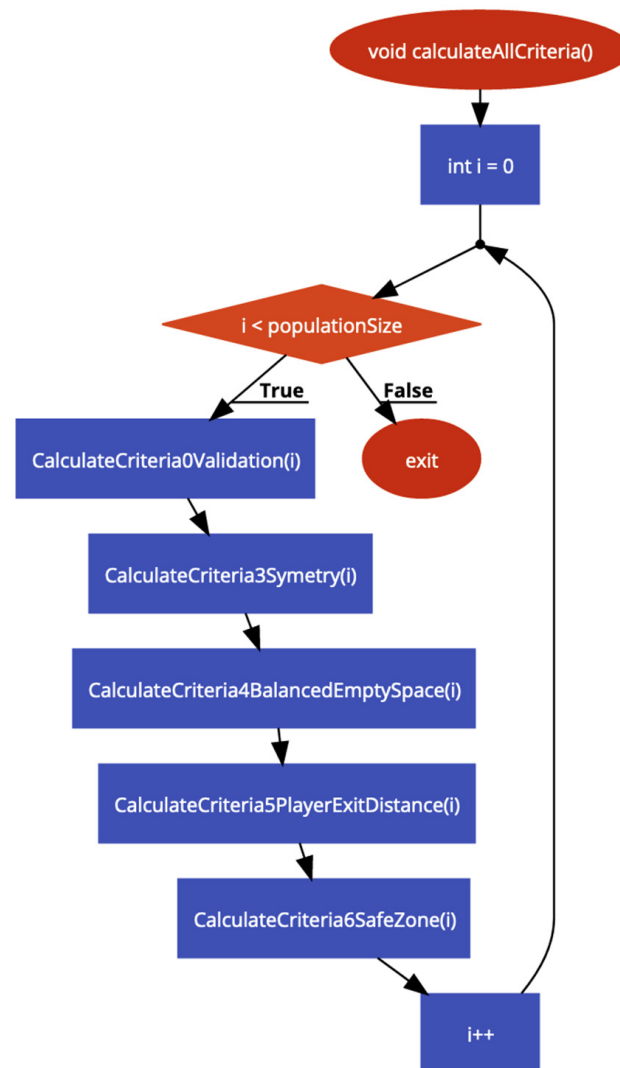 void calculateAllCriteria()
int i = 0
i < populationSize
True
False
CalculateCriteria0Validation(i)
exit
CalculateCriteria3Symetry(i)
CalculateCriteria4BalancedEmptySpace(i)
CalculateCriteria5PlayerExitDistance(i)
CalculateCriteria6SafeZone(i)
i++